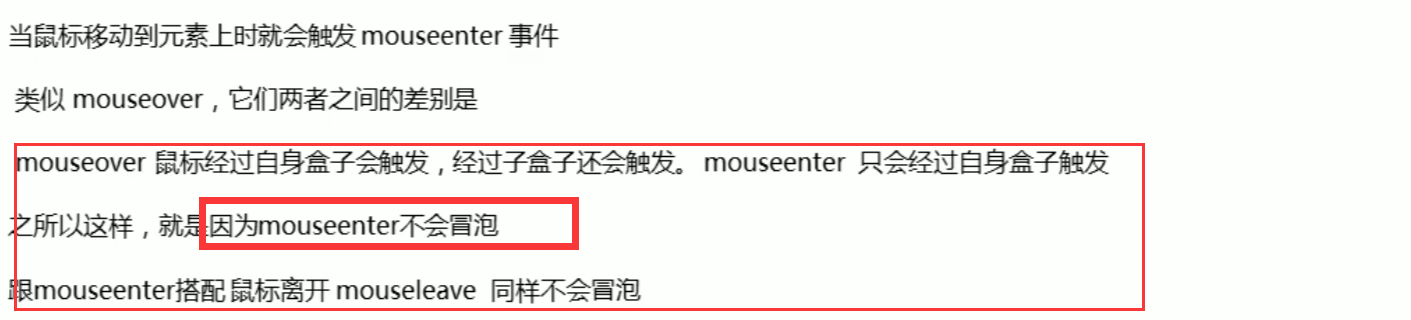 当鼠标移动到元素上时就会触发 mouseenter 事件
类似 mouseover，它们两者之间的差别是
mouseover 鼠标经过自身盒子会触发，经过子盒子还会触发。 mouseenter 只会经过自身盒子触发
之所以这样，就是因为mouseenter不会冒泡
跟mouseenter搭配 鼠标离开 mouseleave 同样不会冒泡